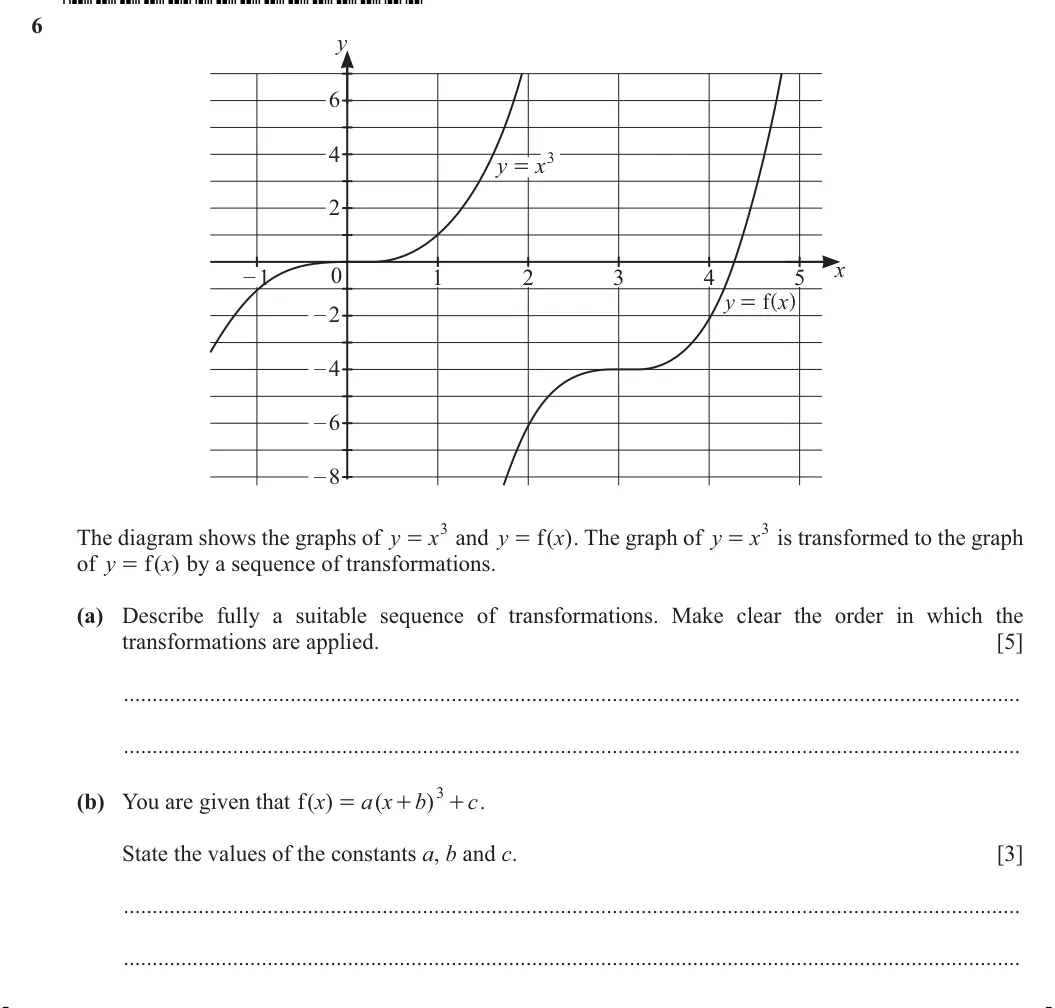 6
y
6
4
y = x³
2
−1 0 1 2 3 4 5 x
y = f(x)
−2
−4
−6
−8
The diagram shows the graphs of y = x³ and y = f(x). The graph of y = x³ is transformed to the graph
of y = f(x) by a sequence of transformations.
(a) Describe fully a suitable sequence of transformations. Make clear the order in which the
transformations are applied. [5]
(b) You are given that f(x) = a(x+b)³ + c.
State the values of the constants a, b and c. [3]